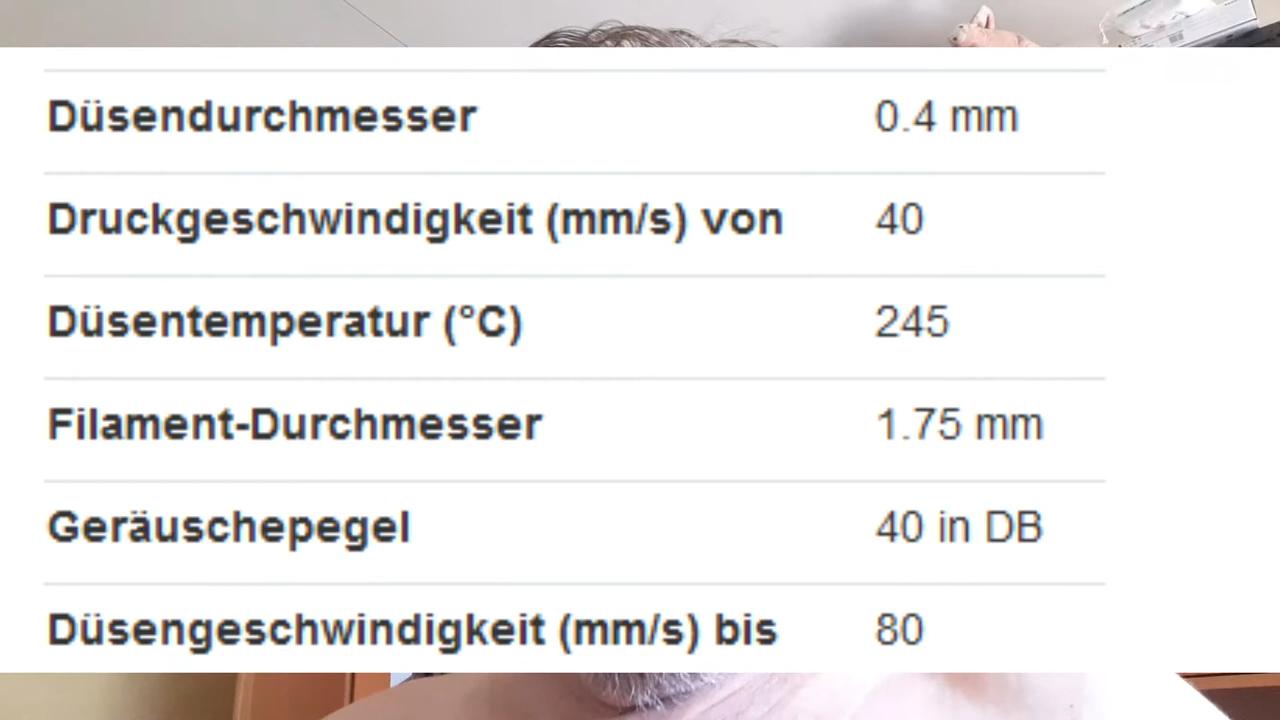 Düsendurchmesser 0.4 mm
Druckgeschwindigkeit (mm/s) von 40
Düsentemperatur (°C) 245
Filament-Durchmesser 1.75 mm
Geräuschepegel 40 in DB
Düsengeschwindigkeit (mm/s) bis 80